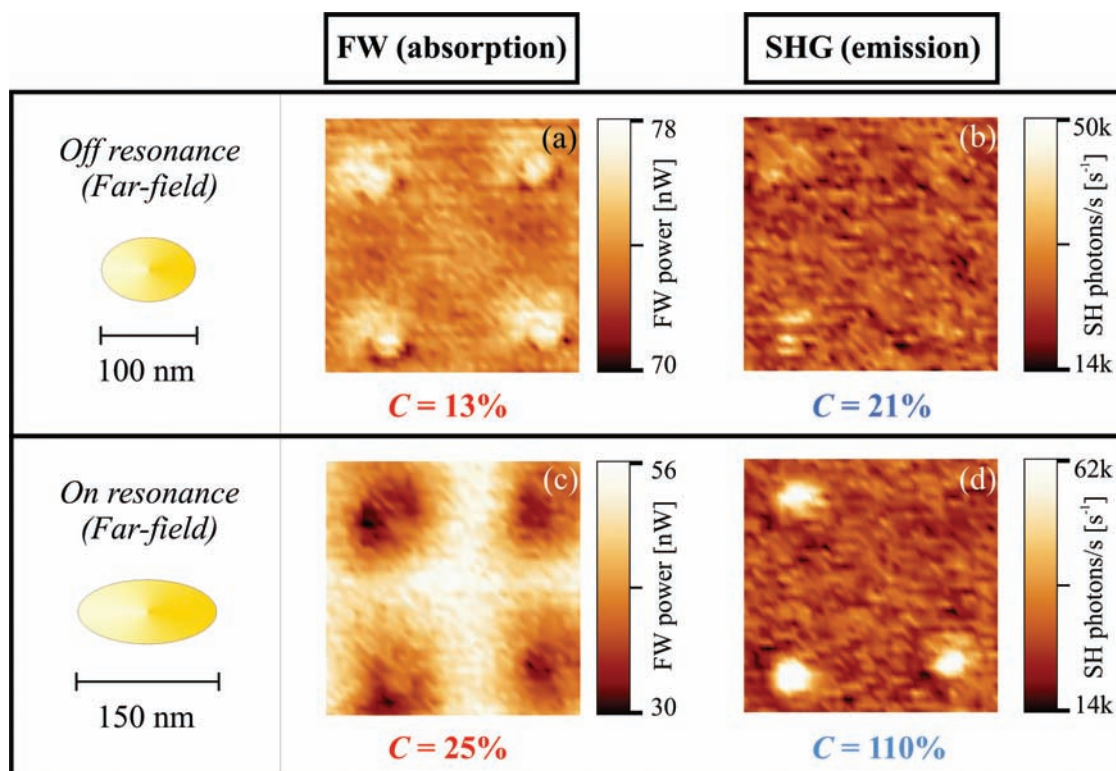 FW (absorption)
SHG (emission)
Off resonance
(Far-field)
100 nm
(a)
78
FW power [nW]
70
C = 13%
(b)
50k
SH photons/s [s⁻¹]
14k
C = 21%
On resonance
(Far-field)
150 nm
(c)
56
FW power [nW]
30
C = 25%
(d)
62k
SH photons/s [s⁻¹]
14k
C = 110%